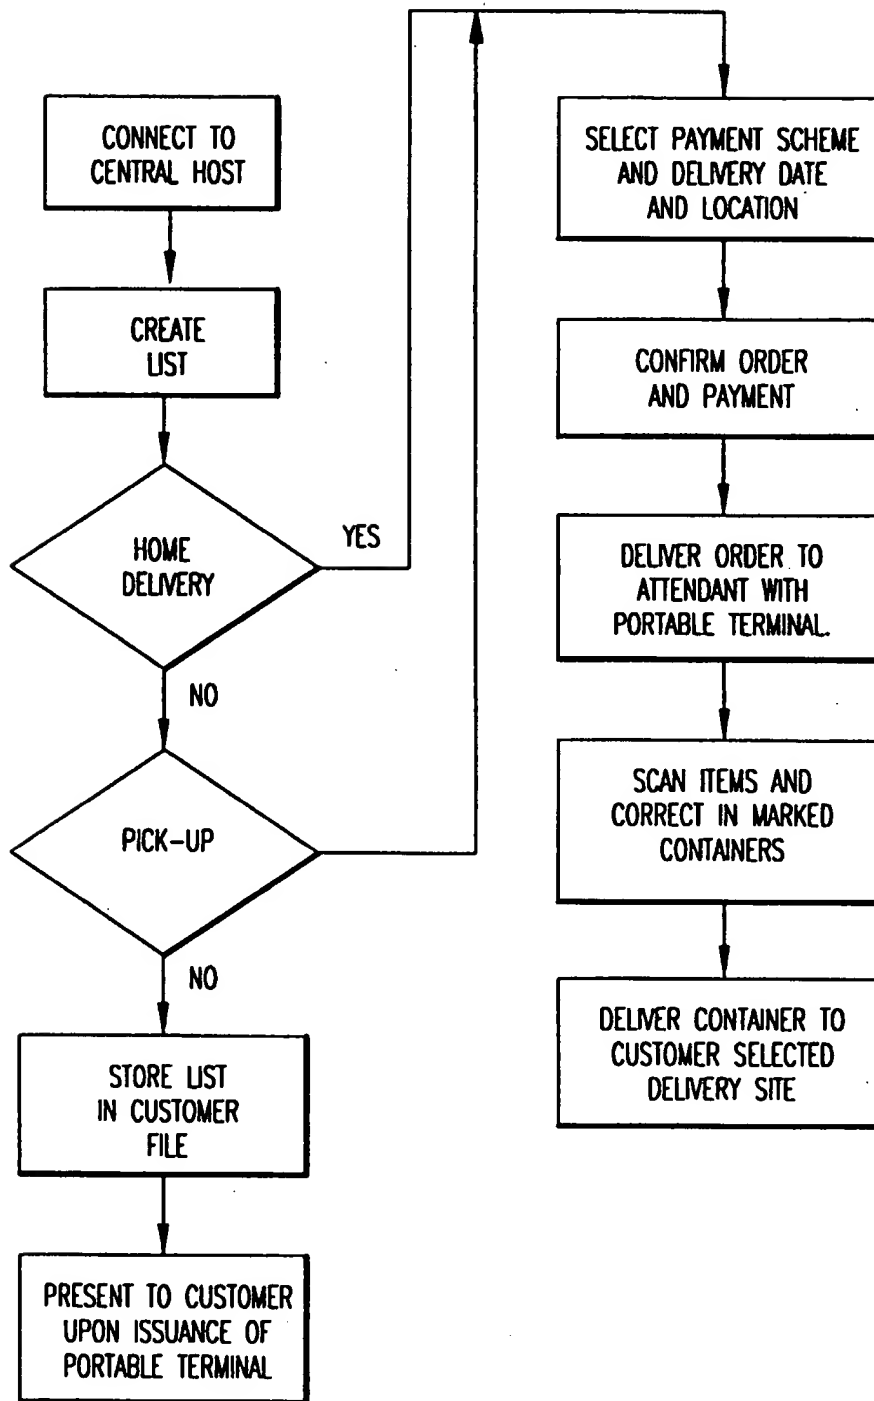 CONNECT TO
CENTRAL HOST
CREATE
LIST
HOME
DELIVERY
YES
NO
PICK-UP
NO
STORE LIST
IN CUSTOMER
FILE
PRESENT TO CUSTOMER
UPON ISSUANCE OF
PORTABLE TERMINAL
SELECT PAYMENT SCHEME
AND DELIVERY DATE
AND LOCATION
CONFIRM ORDER
AND PAYMENT
DELIVER ORDER TO
ATTENDANT WITH
PORTABLE TERMINAL.
SCAN ITEMS AND
CORRECT IN MARKED
CONTAINERS
DELIVER CONTAINER TO
CUSTOMER SELECTED
DELIVERY SITE